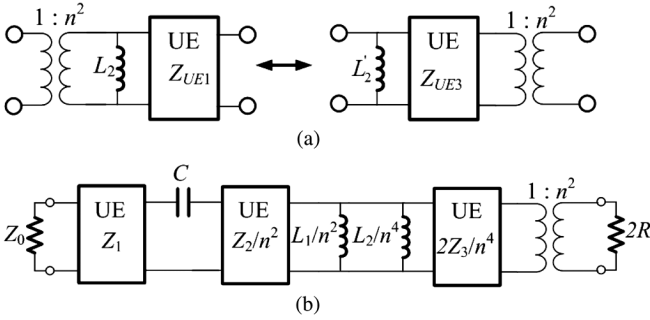 1 : n²
L₂
UE
Z_UE1
L₂'
UE
Z_UE3
1 : n²
(a)
Z₀
UE
Z₁
C
UE
Z₂/n²
L₁/n²
L₂/n⁴
UE
2Z₃/n⁴
1 : n²
2R
(b)